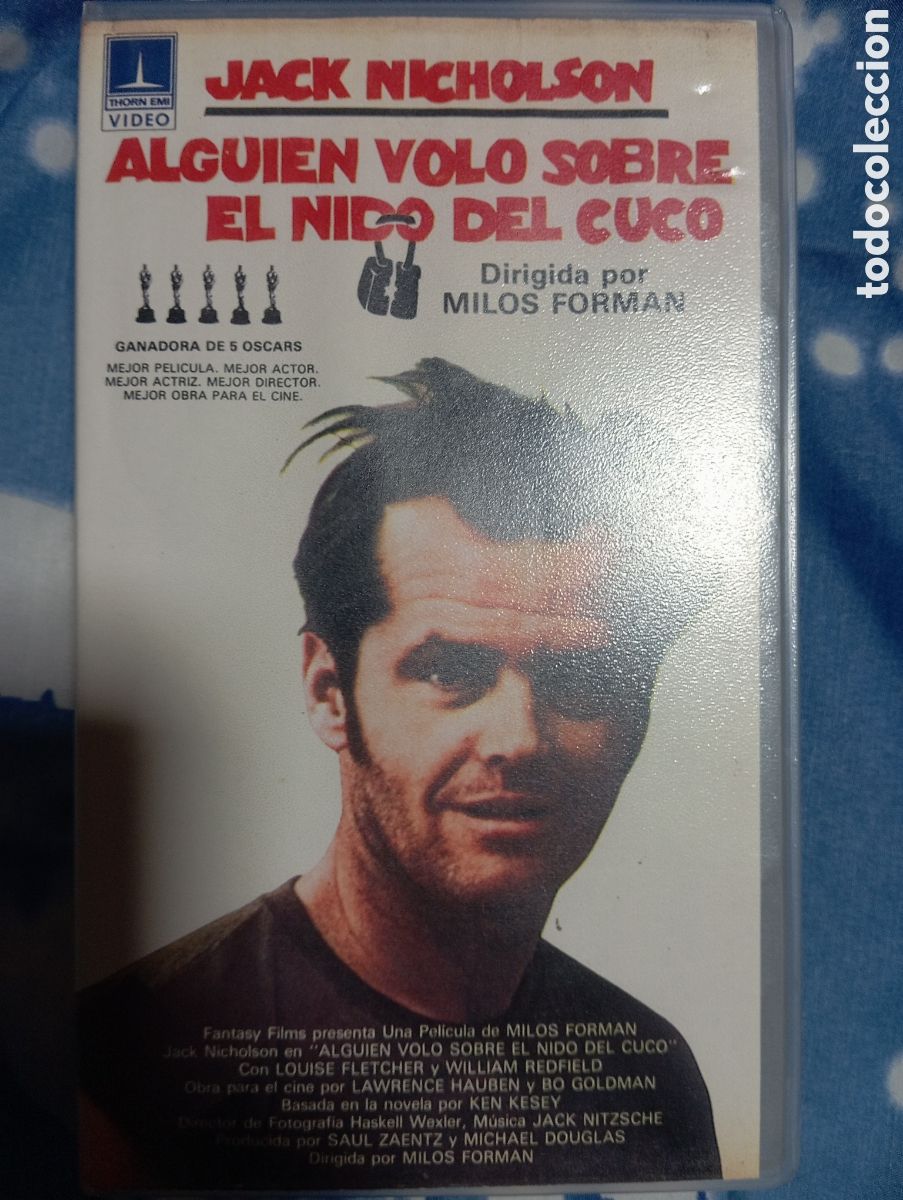 THORN EMI
VIDEO
JACK NICHOLSON
ALGUIEN VOLO SOBRE
EL NIDO DEL CUCO
Dirigida por
MILOS FORMAN
GANADORA DE 5 OSCARS
MEJOR PELICULA. MEJOR ACTOR.
MEJOR ACTRIZ. MEJOR DIRECTOR.
MEJOR OBRA PARA EL CINE.
Fantasy Films presenta Una Película de MILOS FORMAN
Jack Nicholson en "ALGUIEN VOLO SOBRE EL NIDO DEL CUCO"
Con LOUISE FLETCHER y WILLIAM REDFIELD
Obra para el cine por LAWRENCE HAUBEN y BO GOLDMAN
Basada en la novela por KEN KESEY
Director de Fotografía Haskell Wexler, Música JACK NITZSCHE
Producida por SAUL ZAENTZ y MICHAEL DOUGLAS
Dirigida por MILOS FORMAN
todocoleccion